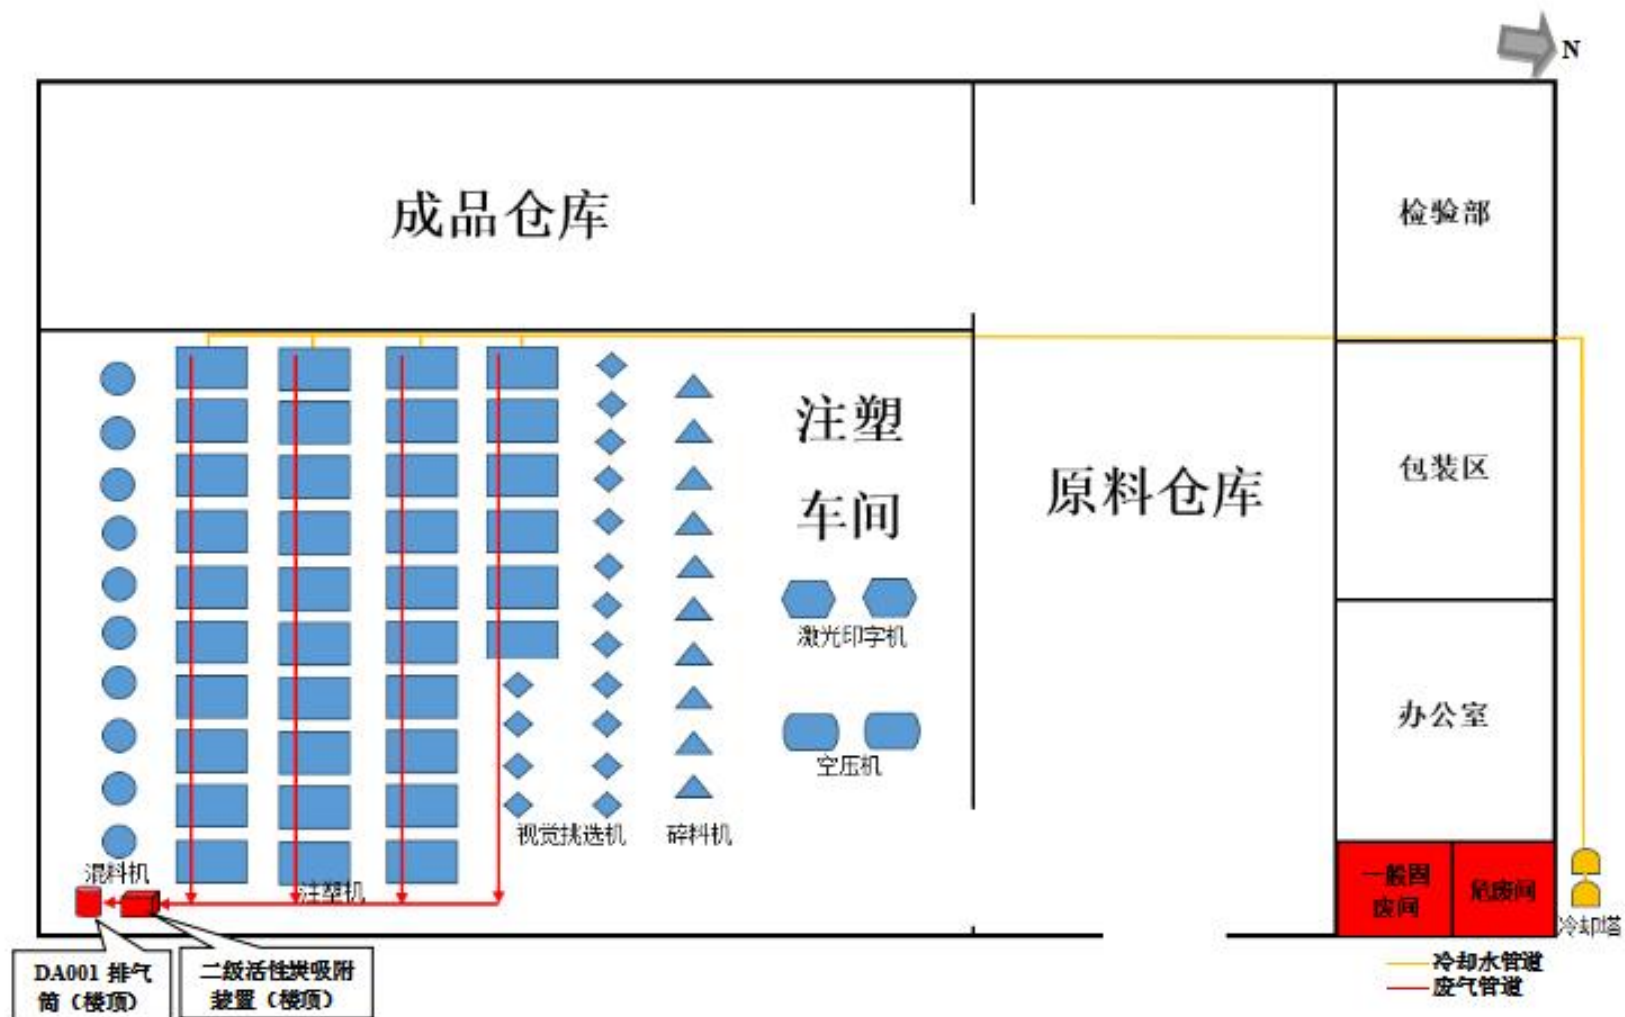 N
成品仓库
检验部
注塑
车间
原料仓库
包装区
激光印字机
办公室
空压机
视觉挑选机
碎料机
混料机
注塑机
一般固
废间
危废间
冷却塔
DA001 排气
筒（楼顶）
二级活性炭吸附
装置（楼顶）
冷却水管道
废气管道